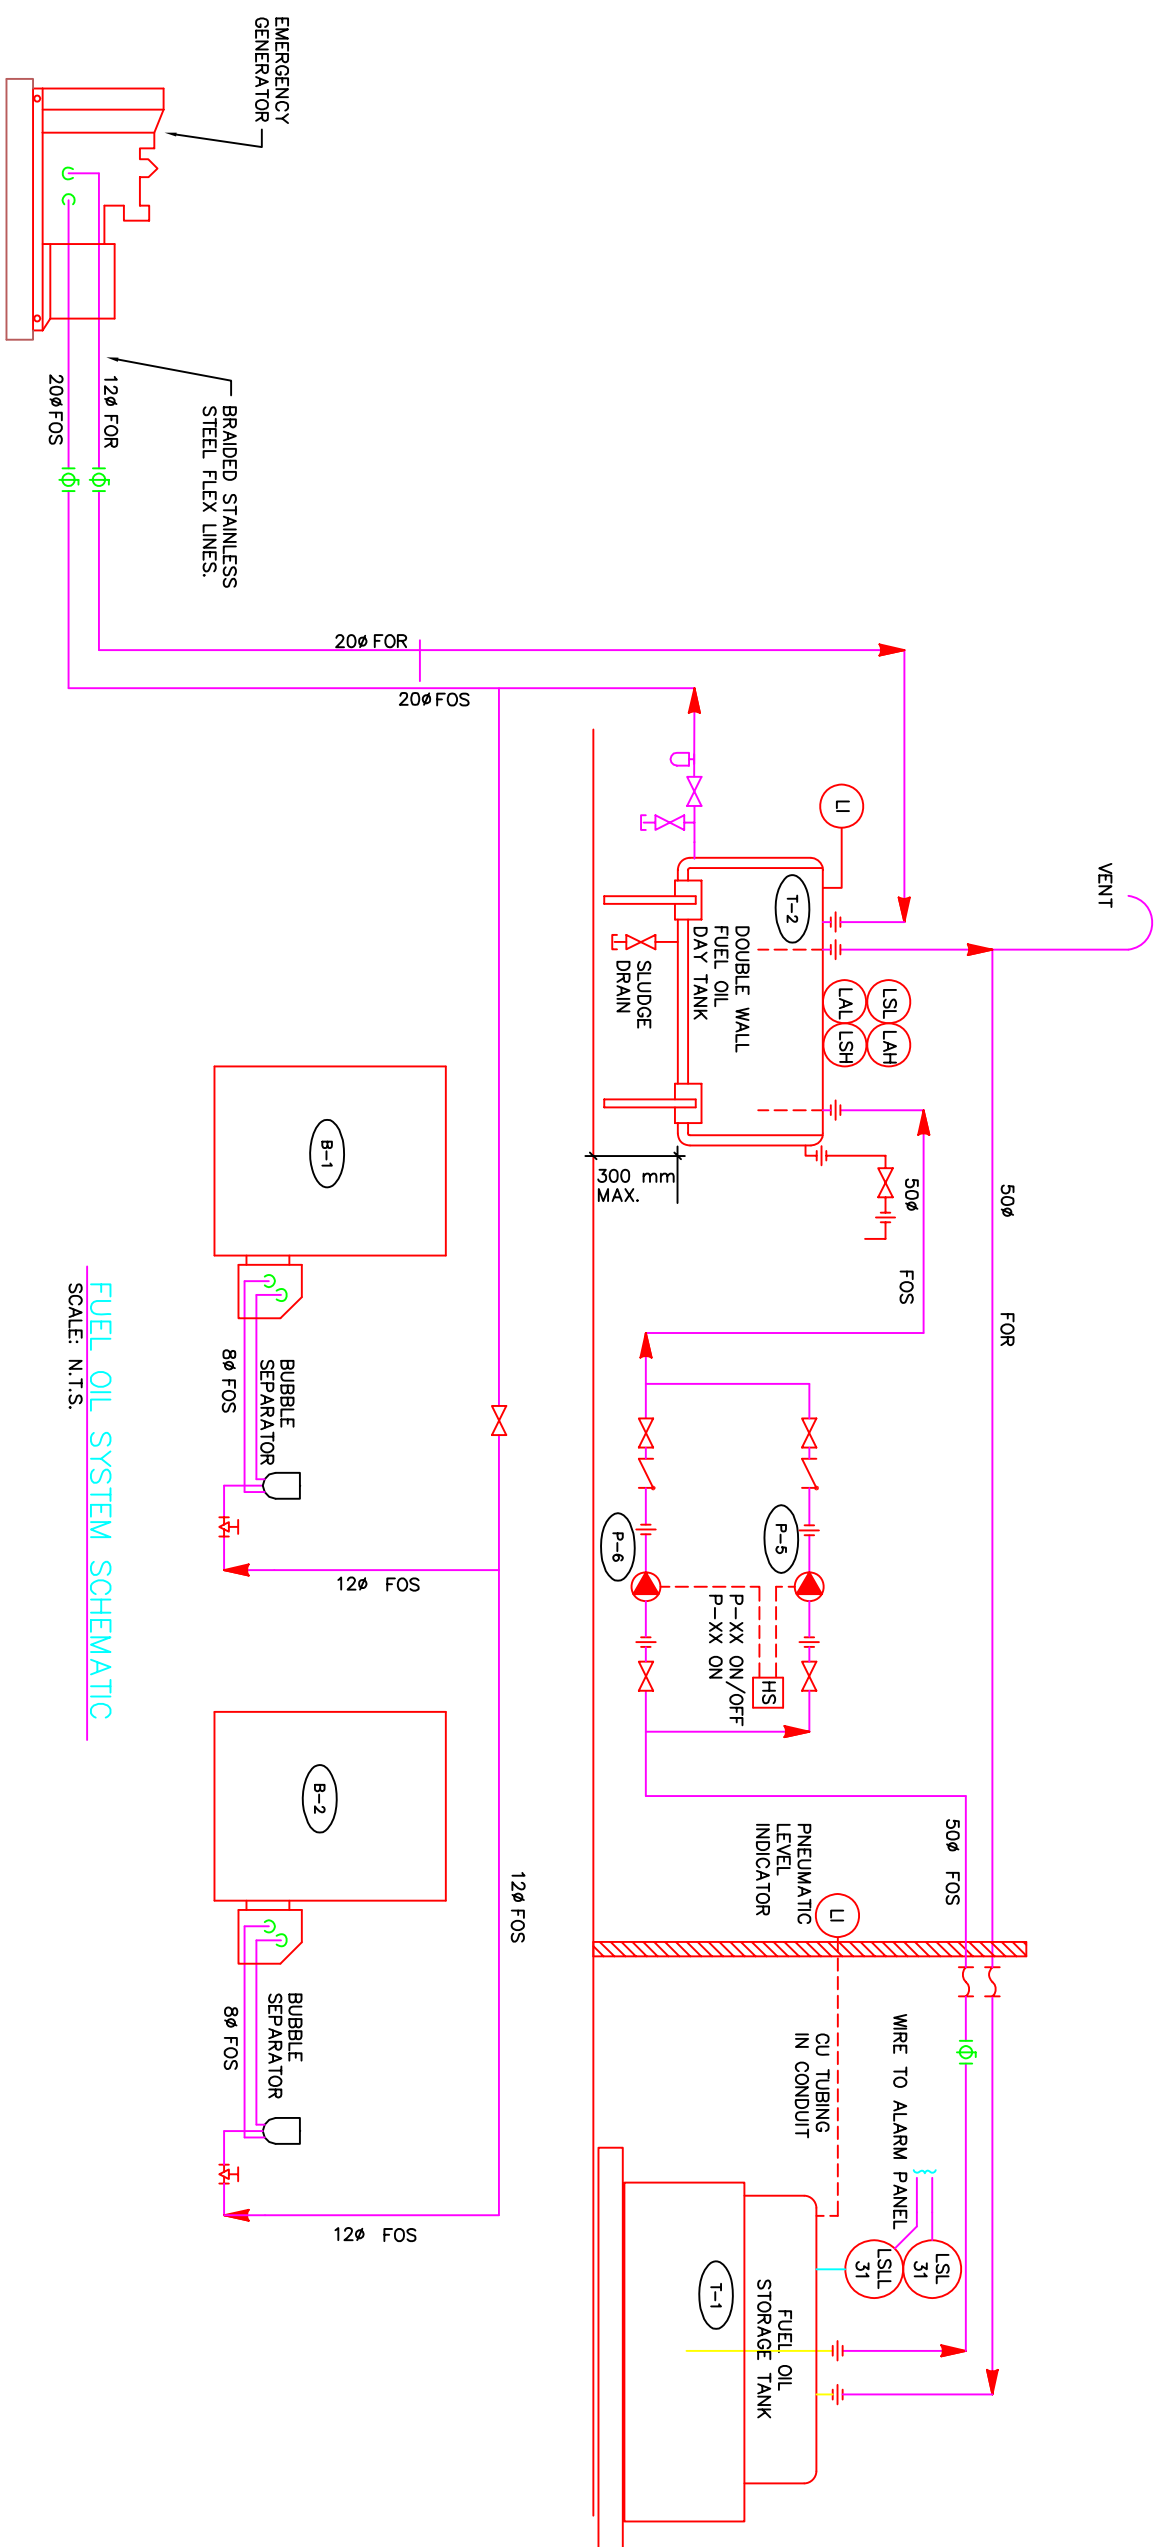 VENT
50ø FOR
LI
T-2
DOUBLE WALL
FUEL OIL
DAY TANK
LSL
LAH
LAL
LSH
SLUDGE
DRAIN
300 mm
MAX.
50ø FOS
P-5
P-6
HS
P-XX ON/OFF
P-XX ON
50ø FOS
PNEUMATIC
LEVEL
INDICATOR
LI
CU TUBING
IN CONDUIT
WIRE TO ALARM PANEL
LSL
31
LSLL
31
FUEL OIL
STORAGE TANK
T-1
EMERGENCY
GENERATOR
BRAIDED STAINLESS
STEEL FLEX LINES.
12ø FOR
20ø FOS
20ø FOR
20ø FOS
12ø FOS
B-1
BUBBLE
SEPARATOR
8ø FOS
12ø FOS
B-2
BUBBLE
SEPARATOR
8ø FOS
12ø FOS
FUEL OIL SYSTEM SCHEMATIC
SCALE: N.T.S.